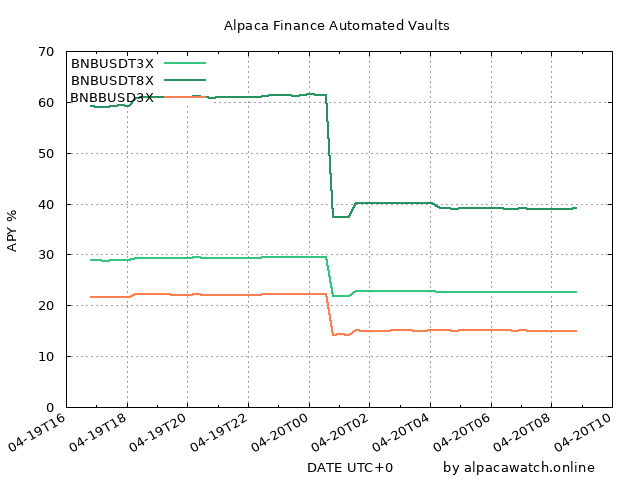 Alpaca Finance Automated Vaults
70
60
50
40
30
20
10
0
APY %
BNBUSDT3X
BNBUSDT8X
BNBBUSD3X
04-19T16
04-19T18
04-19T20
04-19T22
04-20T00
04-20T02
04-20T04
04-20T06
04-20T08
04-20T10
DATE UTC+0
by alpacawatch.online